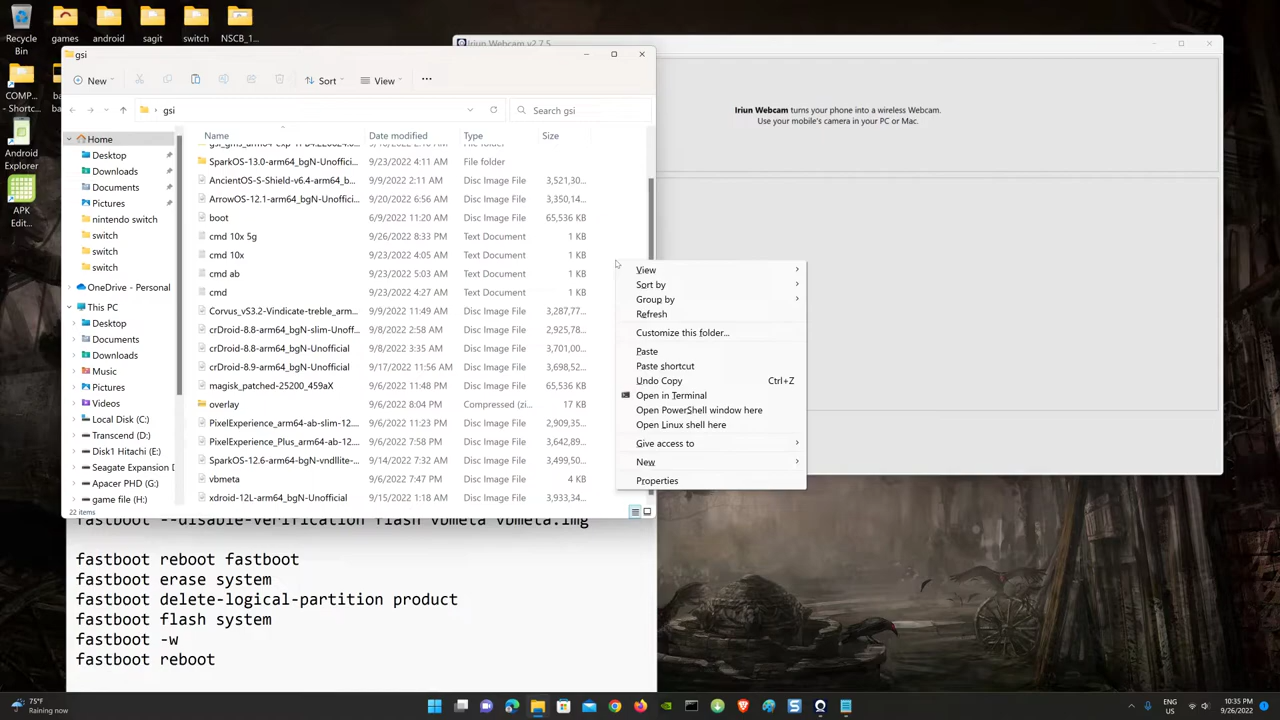 Recycle Bin
games
android
sagit
switch
NSCB_1...
COMP... - Shortc...
Android Explorer
APK Edit...
Iriun Webcam v2.7.5
Iriun Webcam turns your phone into a wireless Webcam.
Use your mobile's camera in your PC or Mac.
gsi
New
Sort
View
gsi
Search gsi
Home
Desktop
Downloads
Documents
Pictures
nintendo switch
switch
switch
switch
OneDrive - Personal
This PC
Desktop
Documents
Downloads
Music
Pictures
Videos
Local Disk (C:)
Transcend (D:)
Disk1 Hitachi (E:)
Seagate Expansion D
Apacer PHD (G:)
game file (H:)
Name Date modified Type Size
SparkOS-13.0-arm64_bgN-Unoffici... 9/23/2022 4:11 AM File folder
AncientOS-S-Shield-v6.4-arm64_b... 9/9/2022 2:11 AM Disc Image File 3,521,30...
ArrowOS-12.1-arm64_bgN-Unoffici... 9/20/2022 6:56 AM Disc Image File 3,350,14...
boot 6/9/2022 11:20 AM Disc Image File 65,536 KB
cmd 10x 5g 9/26/2022 8:33 PM Text Document 1 KB
cmd 10x 9/23/2022 4:05 AM Text Document 1 KB
cmd ab 9/23/2022 5:03 AM Text Document 1 KB
cmd 9/23/2022 4:27 AM Text Document 1 KB
Corvus_vS3.2-Vindicate-treble_arm... 9/9/2022 11:49 AM Disc Image File 3,287,77...
crDroid-8.8-arm64_bgN-slim-Unoff... 9/8/2022 2:58 AM Disc Image File 2,925,78...
crDroid-8.8-arm64_bgN-Unofficial 9/8/2022 3:35 AM Disc Image File 3,701,00...
crDroid-8.9-arm64_bgN-Unofficial 9/17/2022 11:56 AM Disc Image File 3,698,52...
magisk_patched-25200_459aX 9/6/2022 11:48 PM Disc Image File 65,536 KB
overlay 9/6/2022 8:04 PM Compressed (zi... 17 KB
PixelExperience_arm64-ab-slim-12.... 9/6/2022 11:23 PM Disc Image File 2,909,35...
PixelExperience_Plus_arm64-ab-12.... 9/6/2022 7:58 PM Disc Image File 3,642,89...
SparkOS-12.6-arm64-bgN-vndllite-... 9/14/2022 7:32 AM Disc Image File 3,499,50...
vbmeta 9/6/2022 7:47 PM Disc Image File 4 KB
xdroid-12L-arm64_bgN-Unofficial 9/15/2022 1:18 AM Disc Image File 3,933,34...
22 items
View
Sort by
Group by
Refresh
Customize this folder...
Paste
Paste shortcut
Undo Copy Ctrl+Z
Open in Terminal
Open PowerShell window here
Open Linux shell here
Give access to
New
Properties
fastboot --disable-verification flash vbmeta vbmeta.img
fastboot reboot fastboot
fastboot erase system
fastboot delete-logical-partition product
fastboot flash system
fastboot -w
fastboot reboot
75°F
Raining now
ENG
US
10:35 PM
9/26/2022